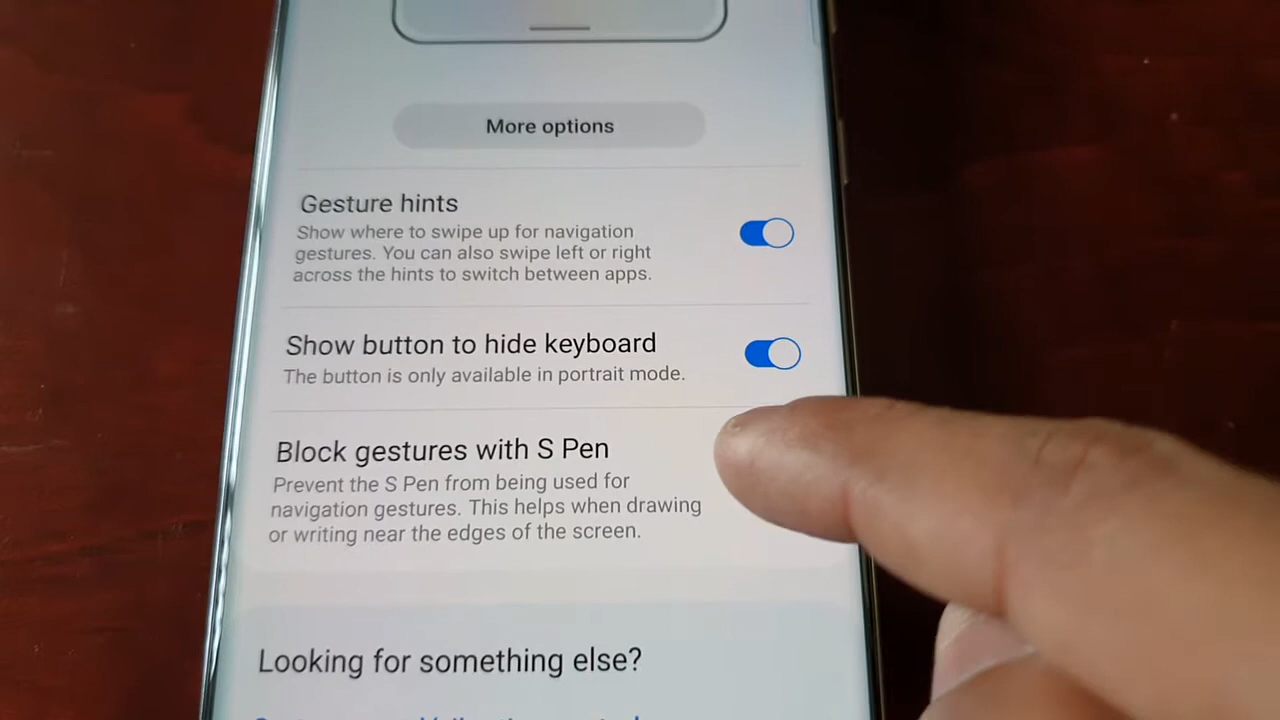 More options
Gesture hints
Show where to swipe up for navigation
gestures. You can also swipe left or right
across the hints to switch between apps.
Show button to hide keyboard
The button is only available in portrait mode.
Block gestures with S Pen
Prevent the S Pen from being used for
navigation gestures. This helps when drawing
or writing near the edges of the screen.
Looking for something else?